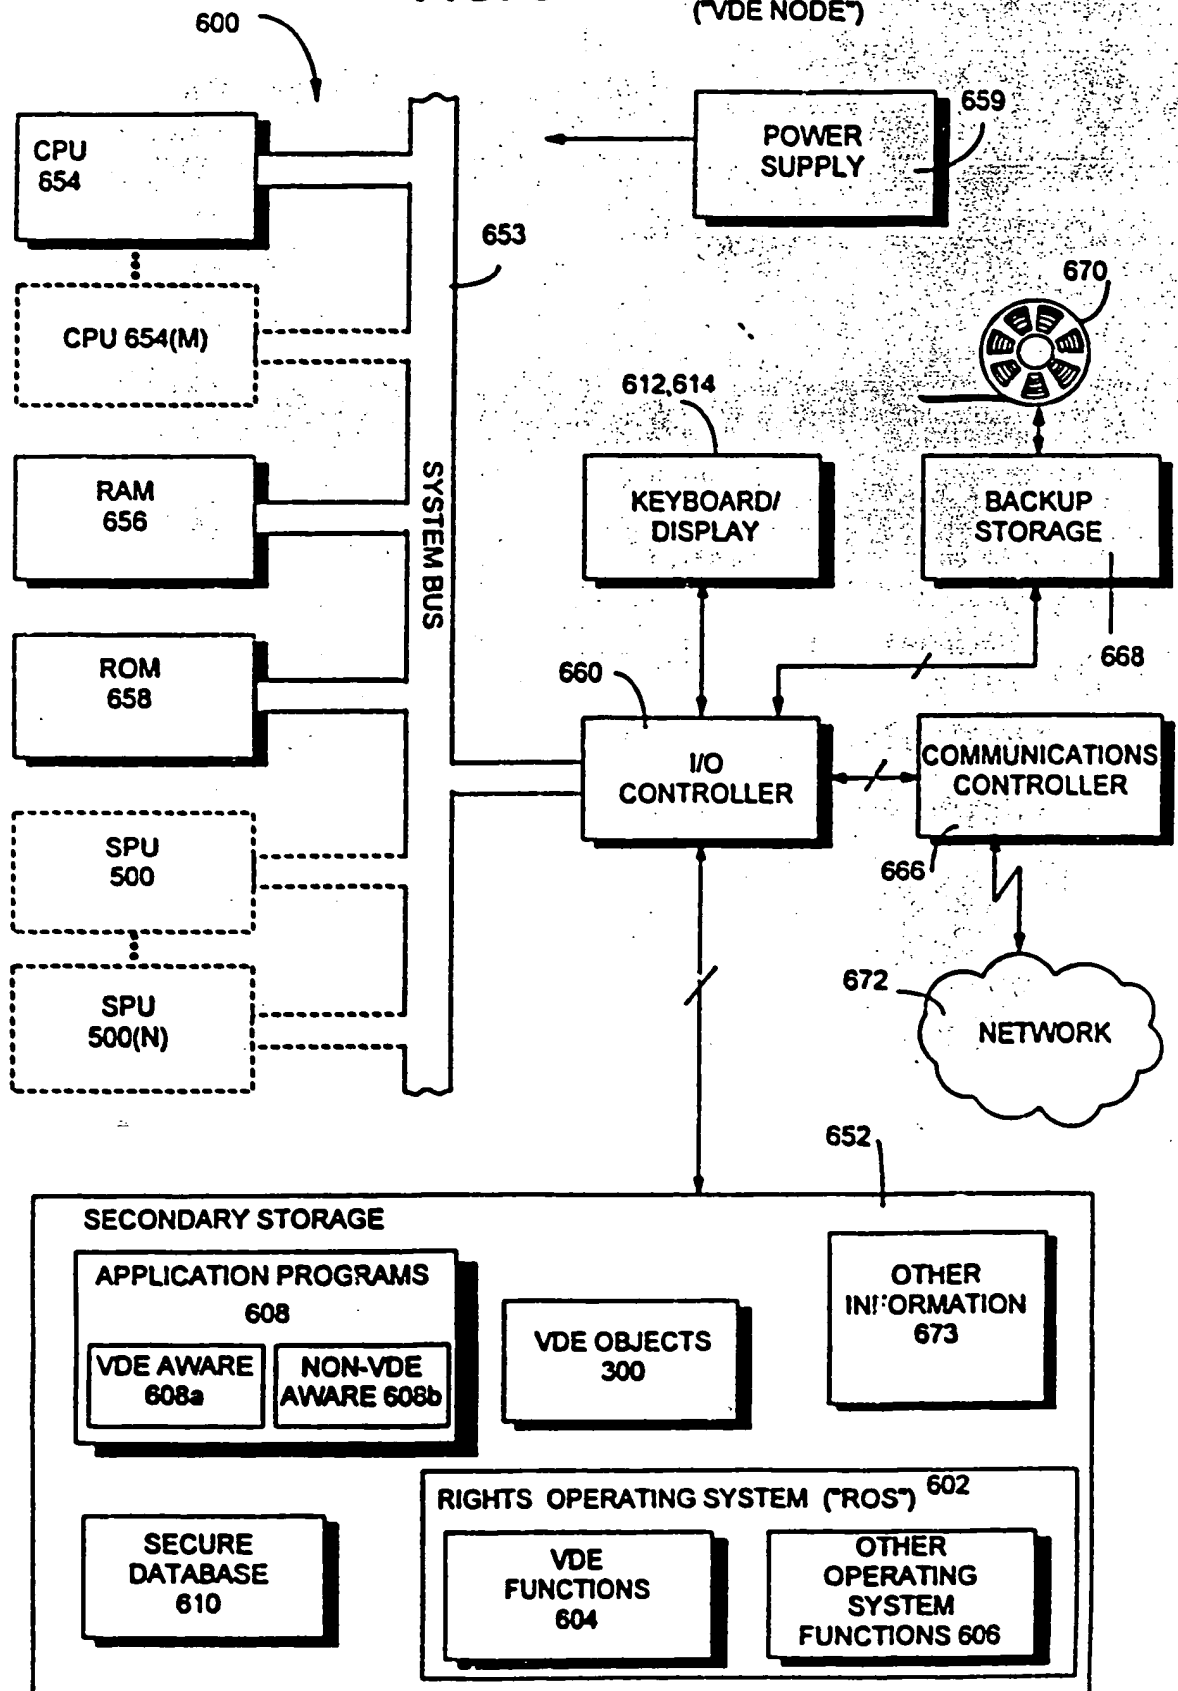 ("VDE NODE")
600
CPU
654
POWER
SUPPLY
659
653
CPU 654(M)
670
612,614
RAM
656
SYSTEM BUS
KEYBOARD/
DISPLAY
BACKUP
STORAGE
668
ROM
658
660
I/O
CONTROLLER
COMMUNICATIONS
CONTROLLER
666
SPU
500
SPU
500(N)
672
NETWORK
652
SECONDARY STORAGE
APPLICATION PROGRAMS
608
VDE AWARE
608a
NON-VDE
AWARE 608b
VDE OBJECTS
300
OTHER
INFORMATION
673
SECURE
DATABASE
610
RIGHTS OPERATING SYSTEM ("ROS") 602
VDE
FUNCTIONS
604
OTHER
OPERATING
SYSTEM
FUNCTIONS 606